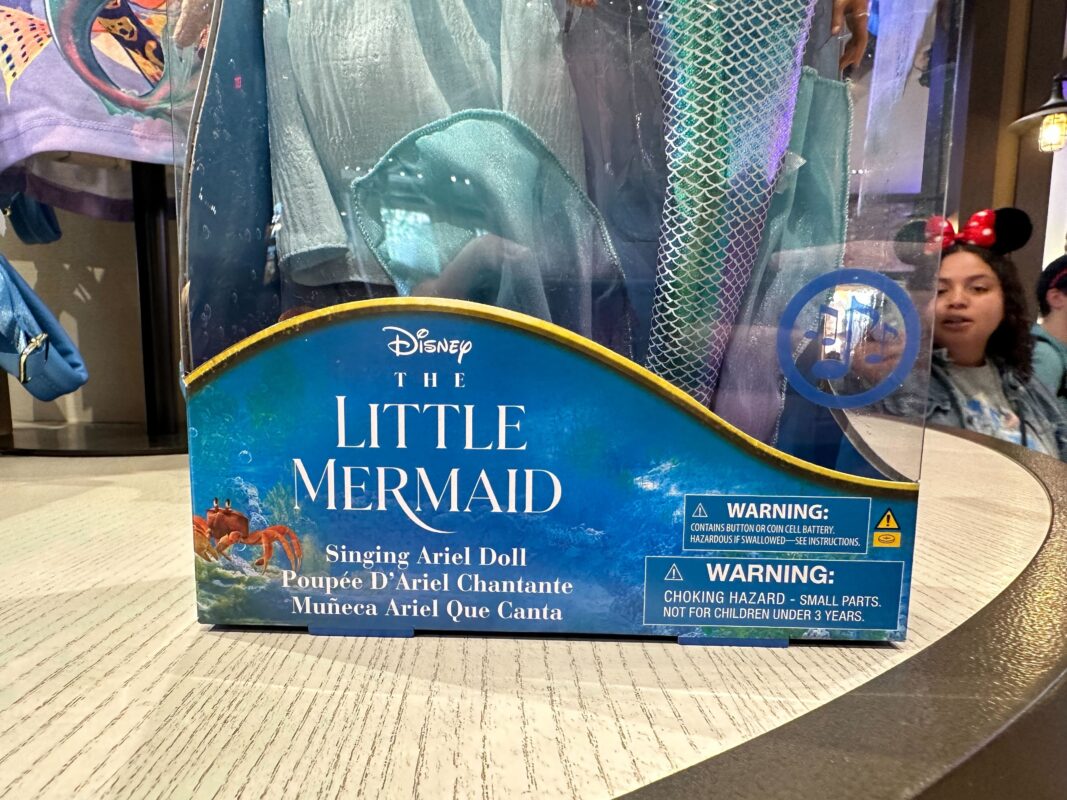 Disney
THE
LITTLE
MERMAID
Singing Ariel Doll
Poupée D'Ariel Chantante
Muñeca Ariel Que Canta
WARNING:
CONTAINS BUTTON OR COIN CELL BATTERY.
HAZARDOUS IF SWALLOWED—SEE INSTRUCTIONS.
WARNING:
CHOKING HAZARD - SMALL PARTS.
NOT FOR CHILDREN UNDER 3 YEARS.